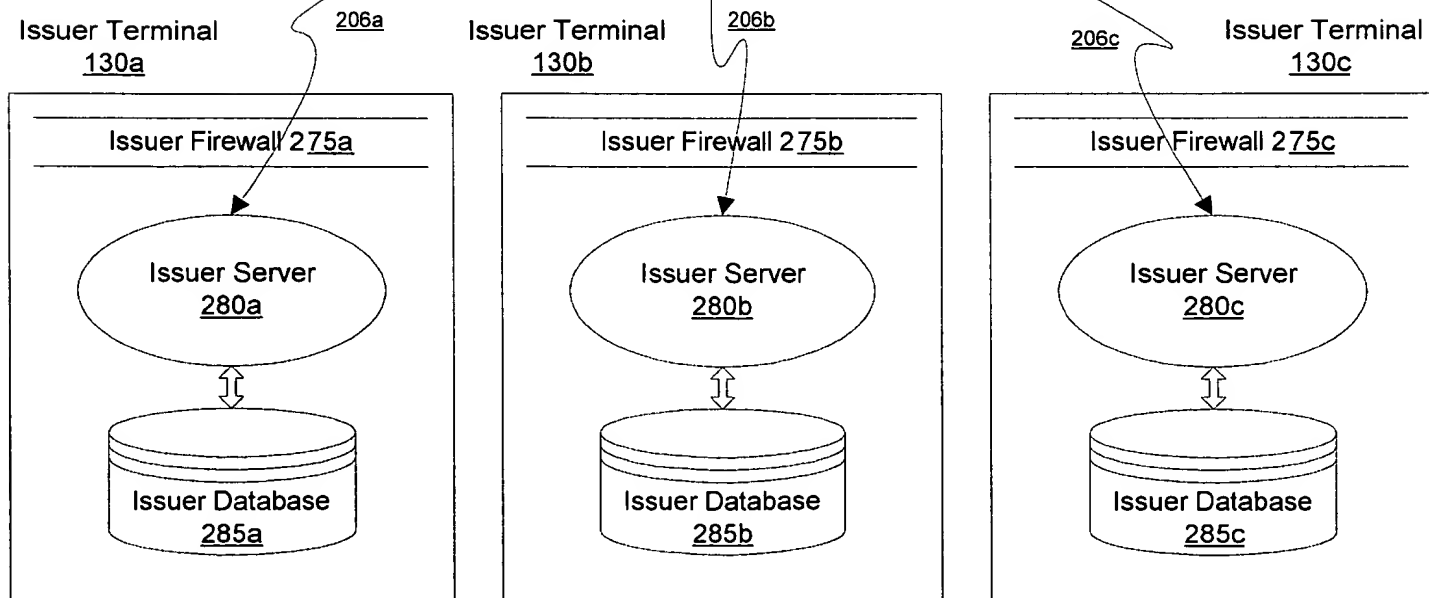 206a
206b
206c
Issuer Terminal
130a
Issuer Terminal
130b
Issuer Terminal
130c
Issuer Firewall 275a
Issuer Firewall 275b
Issuer Firewall 275c
Issuer Server
280a
Issuer Server
280b
Issuer Server
280c
Issuer Database
285a
Issuer Database
285b
Issuer Database
285c